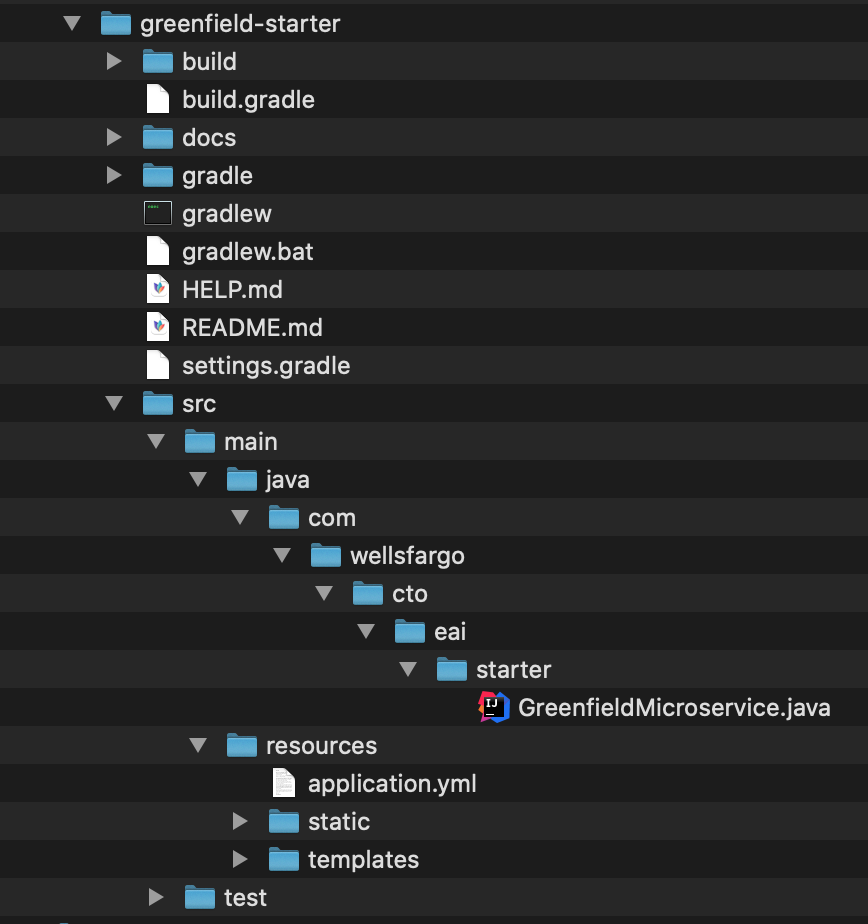 greenfield-starter
build
build.gradle
docs
gradle
gradlew
gradlew.bat
HELP.md
README.md
settings.gradle
src
main
java
com
wellsfargo
cto
eai
starter
IJ GreenfieldMicroservice.java
resources
application.yml
static
templates
test